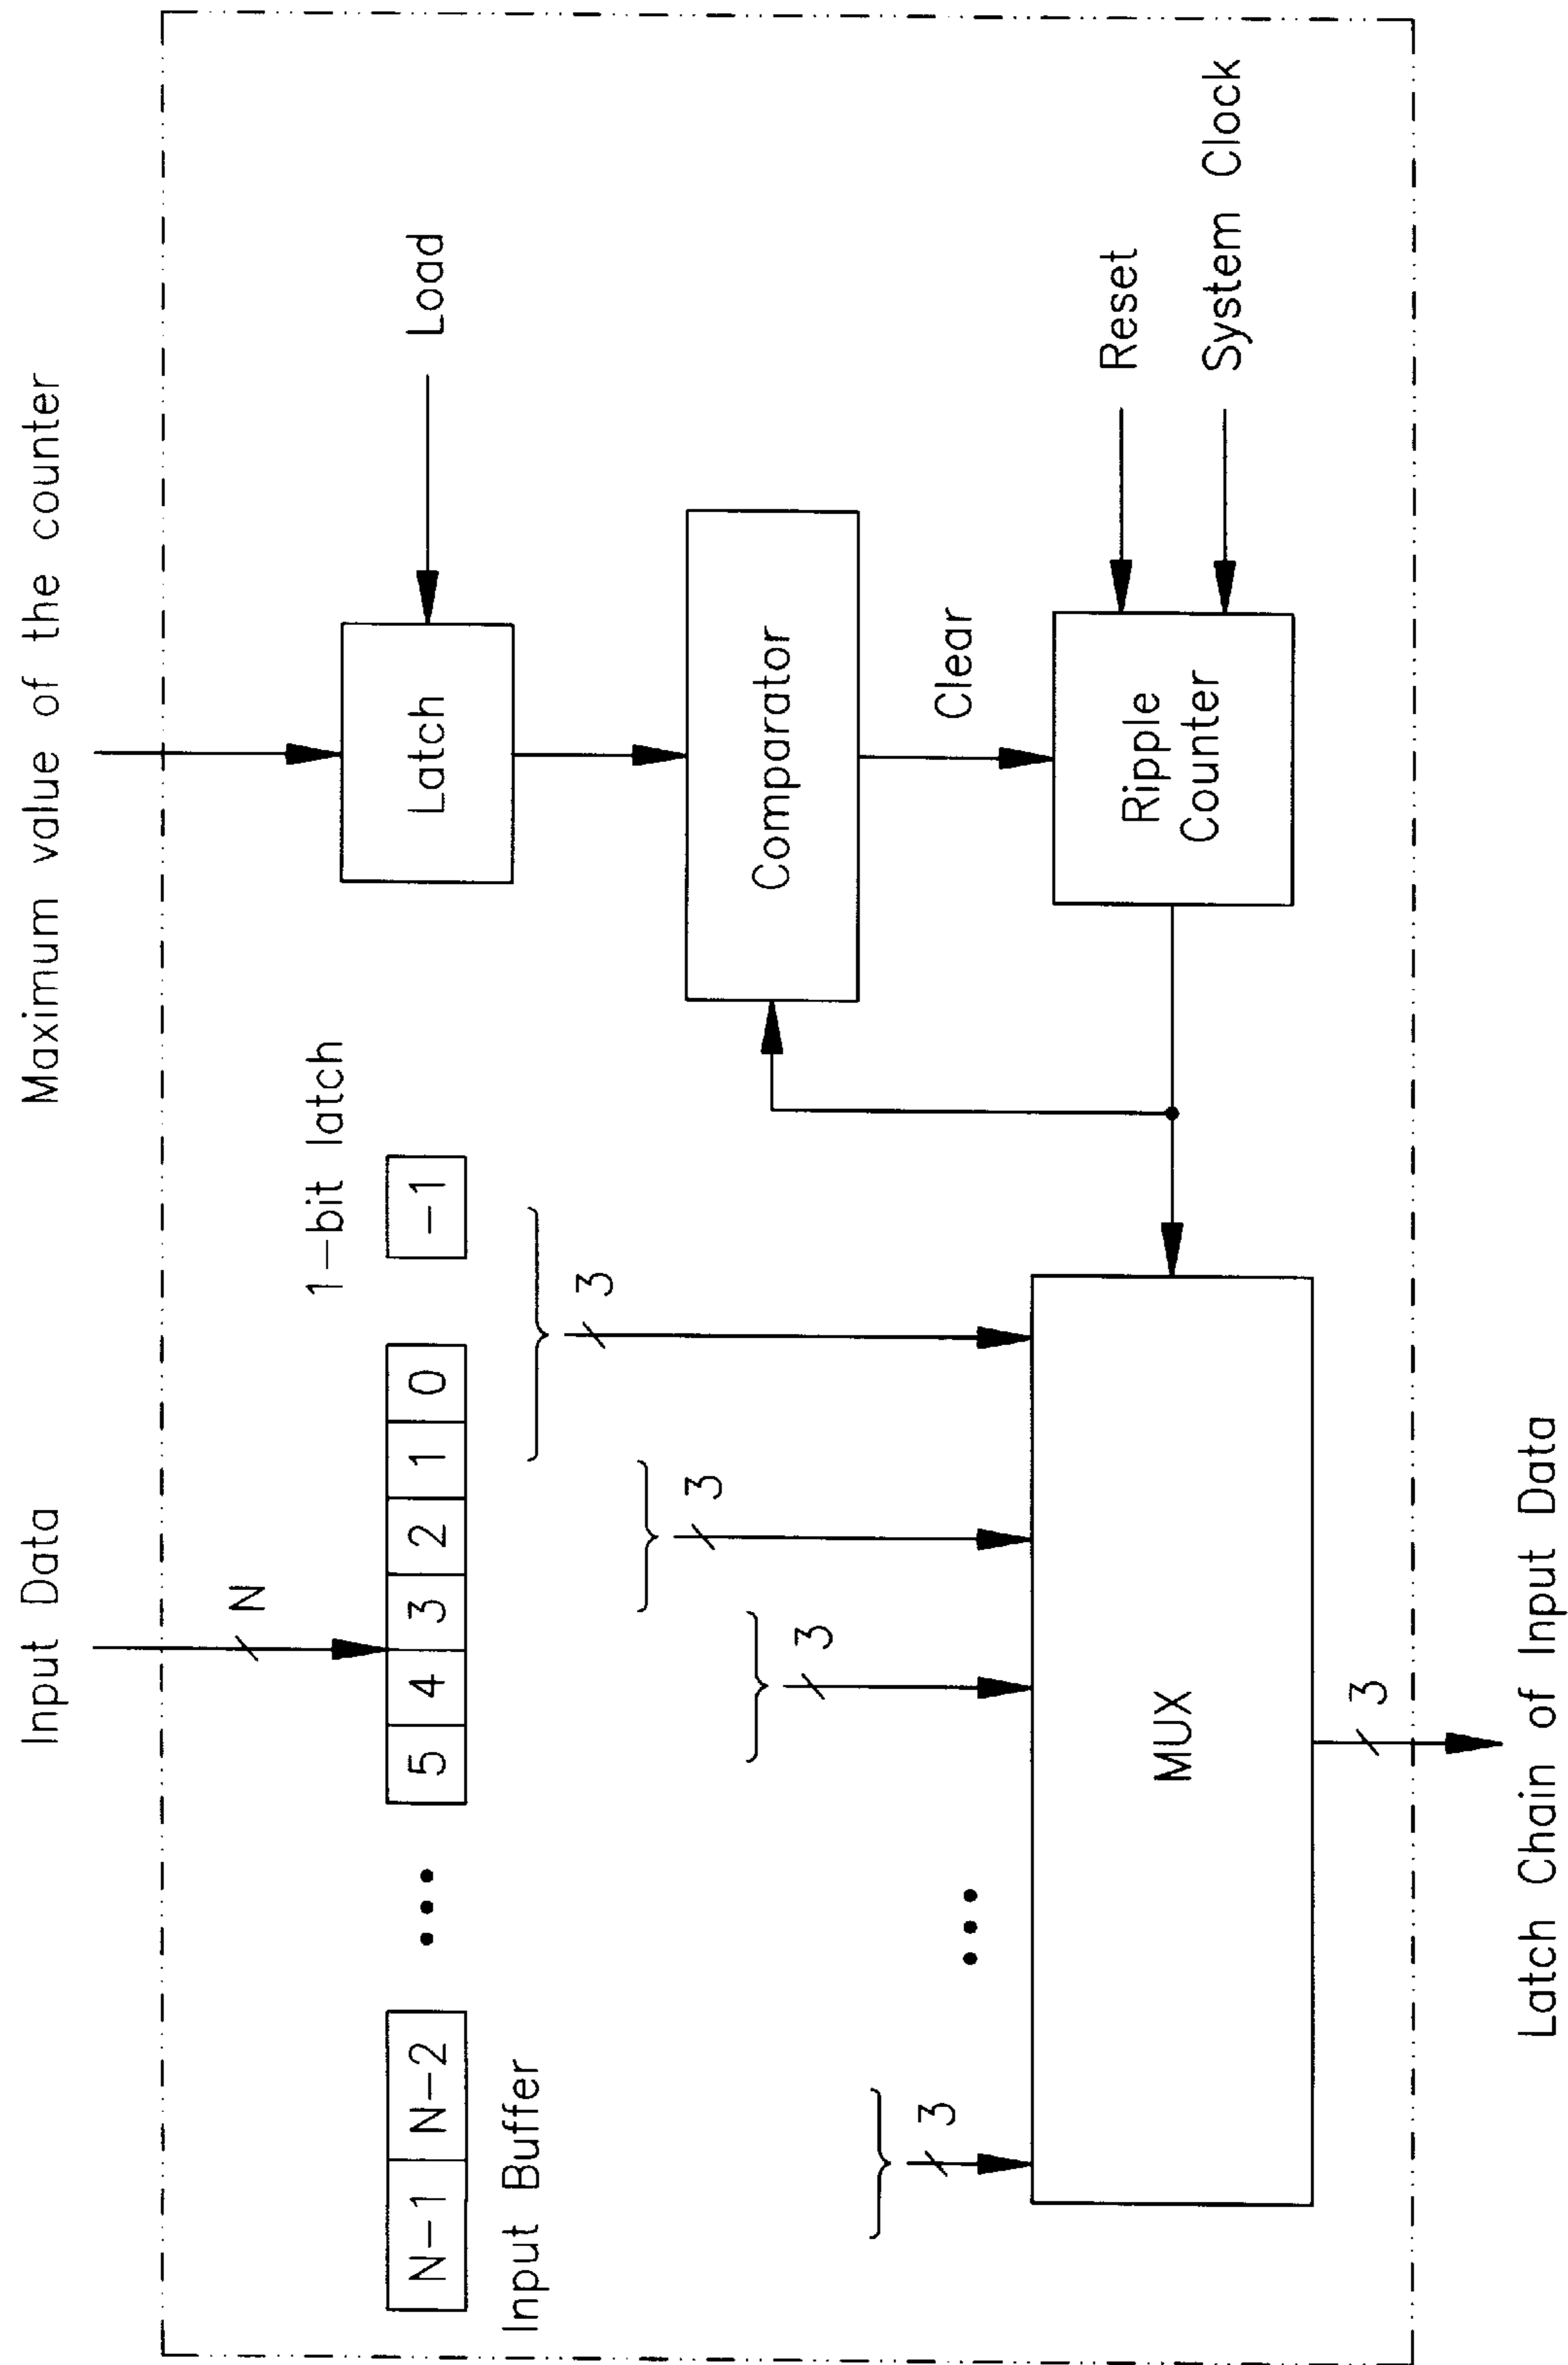 Input Data
Maximum value of the counter
N
1-bit latch
N-1 N-2 ... 5 4 3 2 1 0 -1
Latch
Load
Input Buffer
3
3
3
3
Comparator
Clear
...
MUX
Ripple
Counter
Reset
System Clock
3
Latch Chain of Input Data